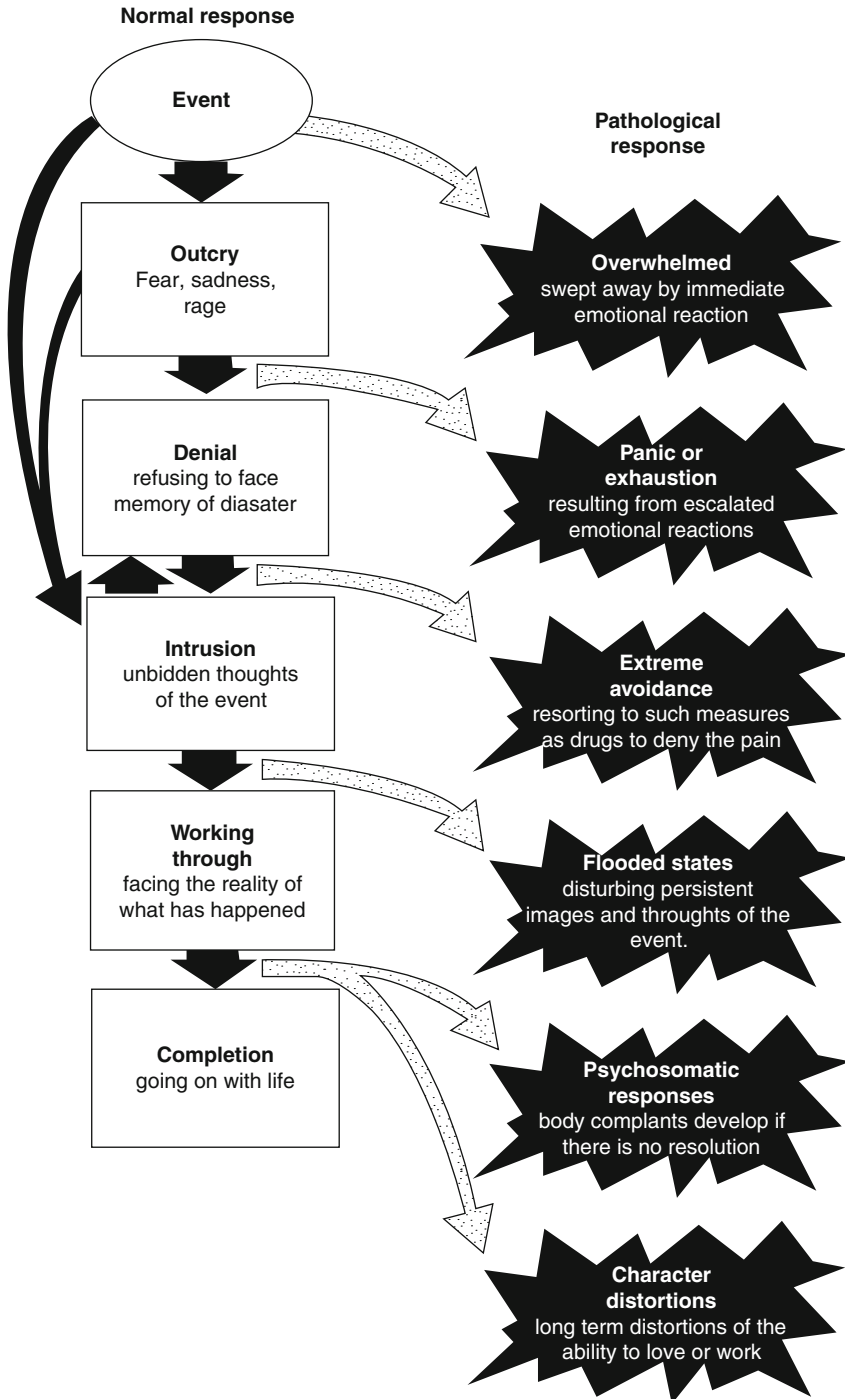 Normal response
Event
Outcry
Fear, sadness,
rage
Denial
refusing to face
memory of diasater
Intrusion
unbidden thoughts
of the event
Working
through
facing the reality of
what has happened
Completion
going on with life
Pathological
response
Overwhelmed
swept away by immediate
emotional reaction
Panic or
exhaustion
resulting from escalated
emotional reactions
Extreme
avoidance
resorting to such measures
as drugs to deny the pain
Flooded states
disturbing persistent
images and throughts of the
event.
Psychosomatic
responses
body complants develop if
there is no resolution
Character
distortions
long term distortions of the
ability to love or work